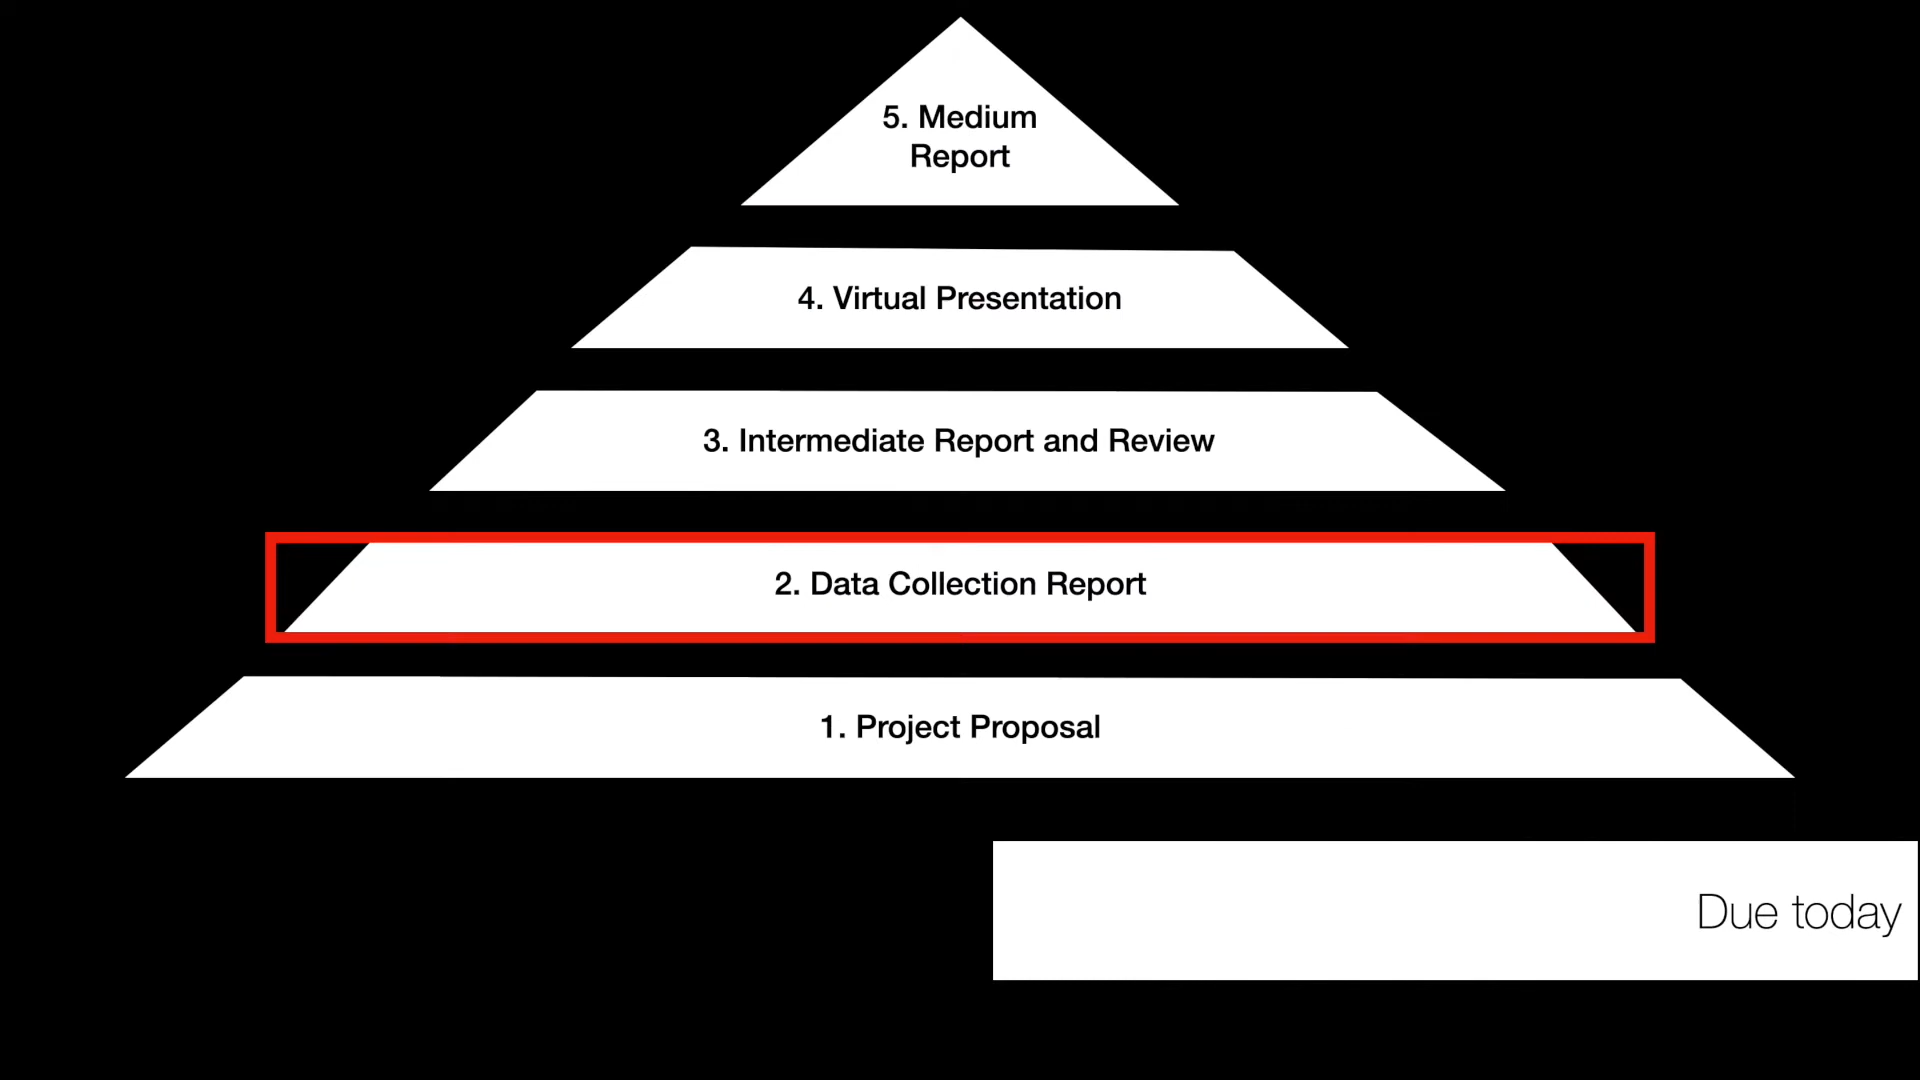 5. Medium
Report
4. Virtual Presentation
3. Intermediate Report and Review
2. Data Collection Report
1. Project Proposal
Due today